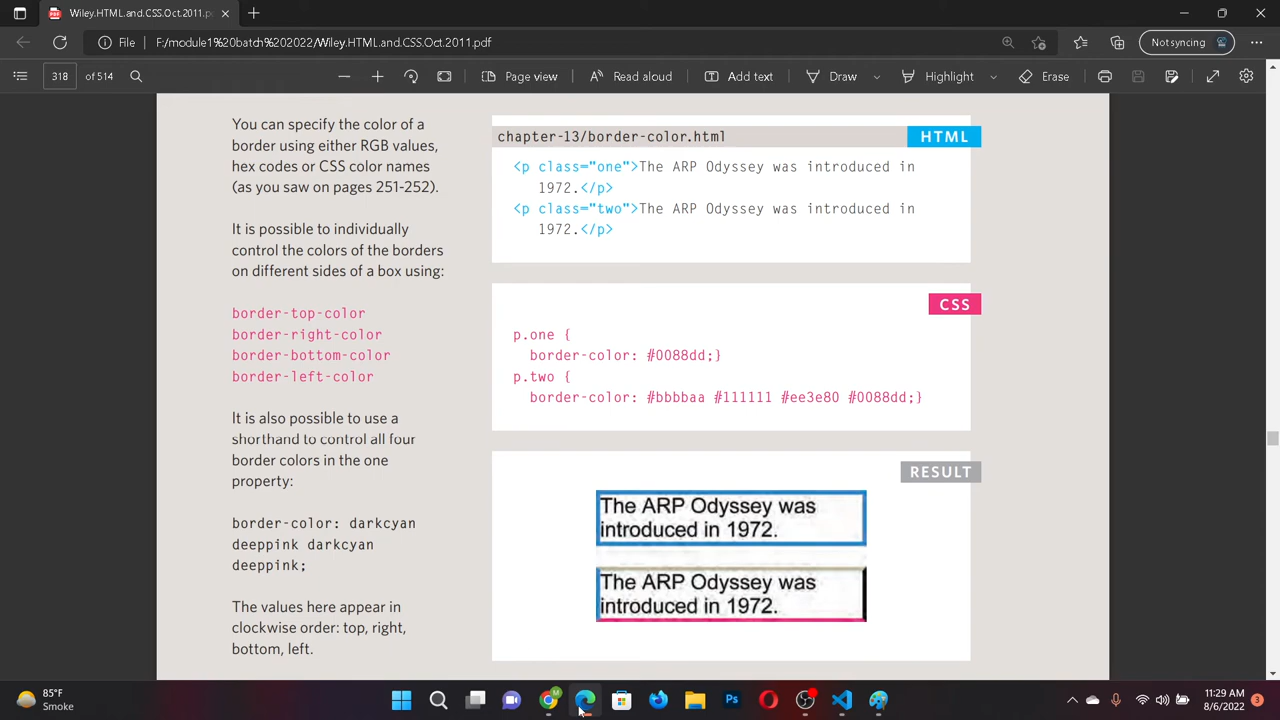 Wiley.HTML.and.CSS.Oct.2011.p
File
F:/module1%20batch%202022/Wiley.HTML.and.CSS.Oct.2011.pdf
Not syncing
318 of 514
Page view
Read aloud
Add text
Draw
Highlight
Erase
You can specify the color of a
border using either RGB values,
hex codes or CSS color names
(as you saw on pages 251-252).
It is possible to individually
control the colors of the borders
on different sides of a box using:
border-top-color
border-right-color
border-bottom-color
border-left-color
It is also possible to use a
shorthand to control all four
border colors in the one
property:
border-color: darkcyan
deeppink darkcyan
deeppink;
The values here appear in
clockwise order: top, right,
bottom, left.
chapter-13/border-color.html
HTML
<p class="one">The ARP Odyssey was introduced in
1972.</p>
<p class="two">The ARP Odyssey was introduced in
1972.</p>
CSS
p.one {
border-color: #0088dd;}
p.two {
border-color: #bbbbaa #111111 #ee3e80 #0088dd;}
RESULT
The ARP Odyssey was
introduced in 1972.
The ARP Odyssey was
introduced in 1972.
85°F
Smoke
Ps
11:29 AM
8/6/2022
3